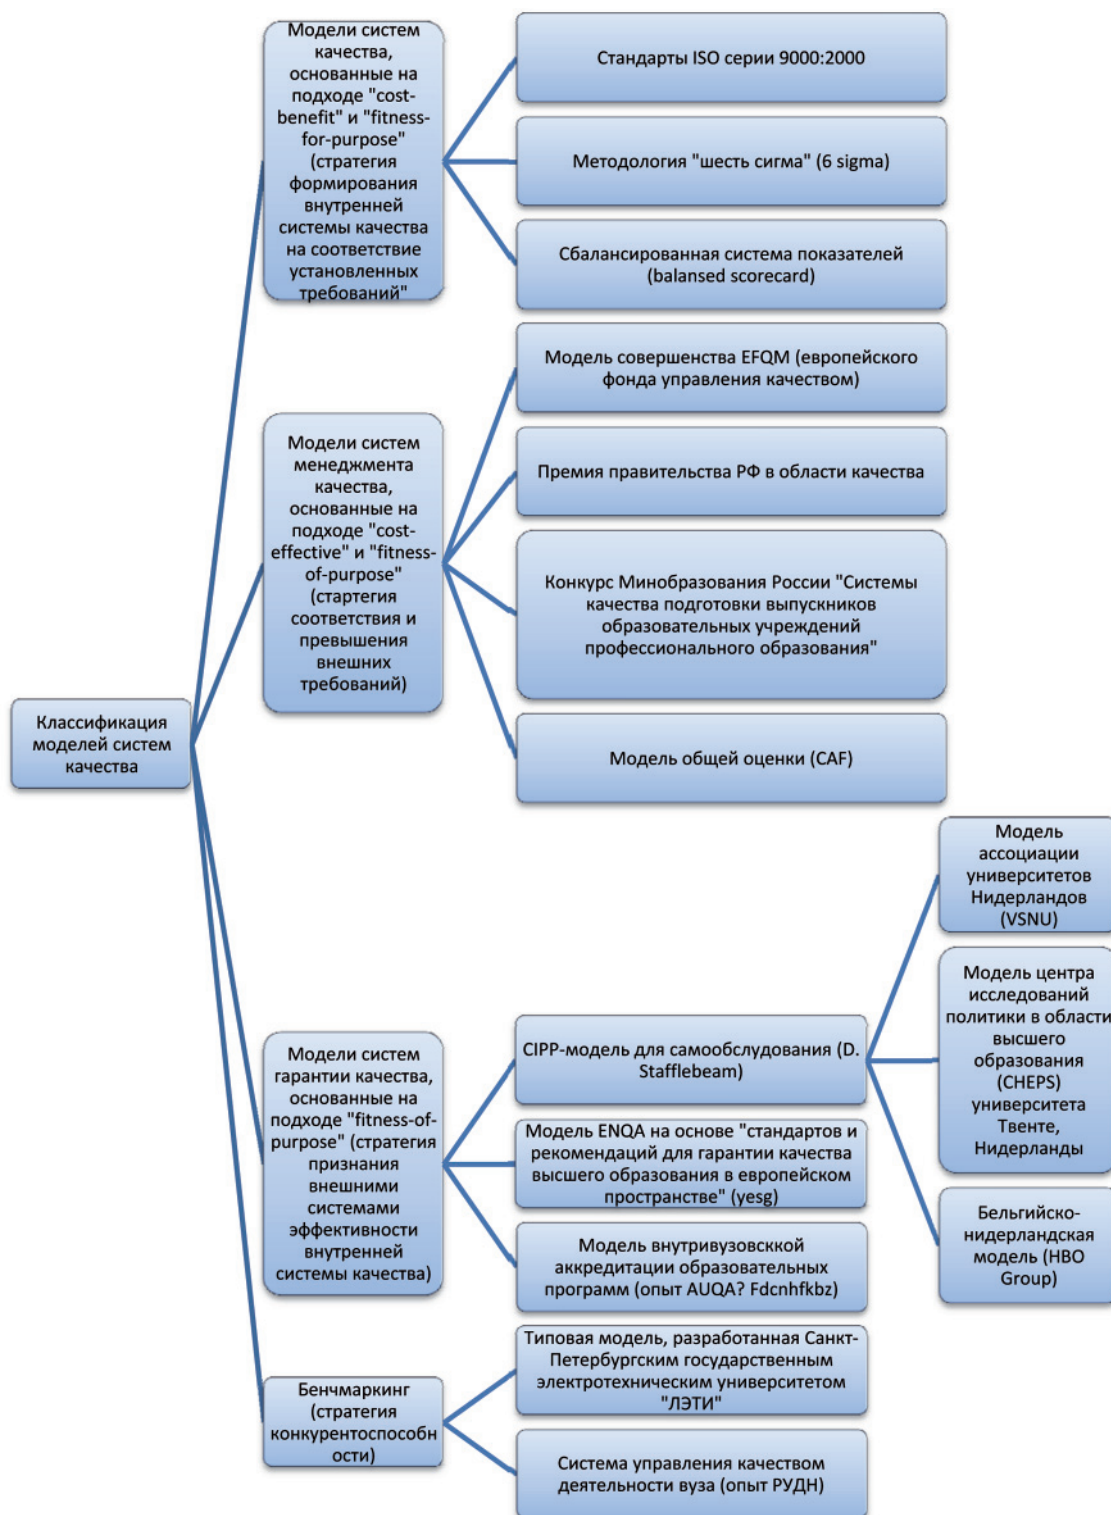 Модели систем
качества,
основанные на
подходе "cost-
benefit" и "fitness-
for-purpose"
(стратегия
формирования
внутренней
системы качества
на соответствие
установленных
требований"
Стандарты ISO серии 9000:2000
Методология "шесть сигма" (6 sigma)
Сбалансированная система показателей
(balansed scorecard)
Модели систем
менеджмента
качества,
основанные на
подходе "cost-
effective" и "fitness-
of-purpose"
(стартегия
соответствия и
превышения
внешних
требований)
Модель совершенства EFQM (европейского
фонда управления качеством)
Премия правительства РФ в области качества
Конкурс Минобразования России "Системы
качества подготовки выпускников
образовательных учреждений
профессионального образования"
Модель общей оценки (CAF)
Классификация
моделей систем
качества
Модели систем
гарантии качества,
основанные на
подходе "fitness-of-
purpose" (стратегия
признания
внешними
системами
эффективности
внутренней
системы качества)
CIPP-модель для самообслудования (D.
Stafflebeam)
Модель
ассоциации
университетов
Нидерландов
(VSNU)
Модель центра
исследований
политики в области
высшего
образования
(CHEPS)
университета
Твенте,
Нидерланды
Бельгийско-
нидерландская
модель (HBO
Group)
Модель ENQA на основе "стандартов и
рекомендаций для гарантии качества
высшего образования в европейском
пространстве" (yesg)
Модель внутривузовсккой
аккредитации образовательных
программ (опыт AUQA? Fdcnhfkbz)
Бенчмаркинг
(стратегия
конкурентоспособн
ости)
Типовая модель, разработанная Санкт-
Петербургским государственным
электротехническим университетом
"ЛЭТИ"
Система управления качеством
деятельности вуза (опыт РУДН)